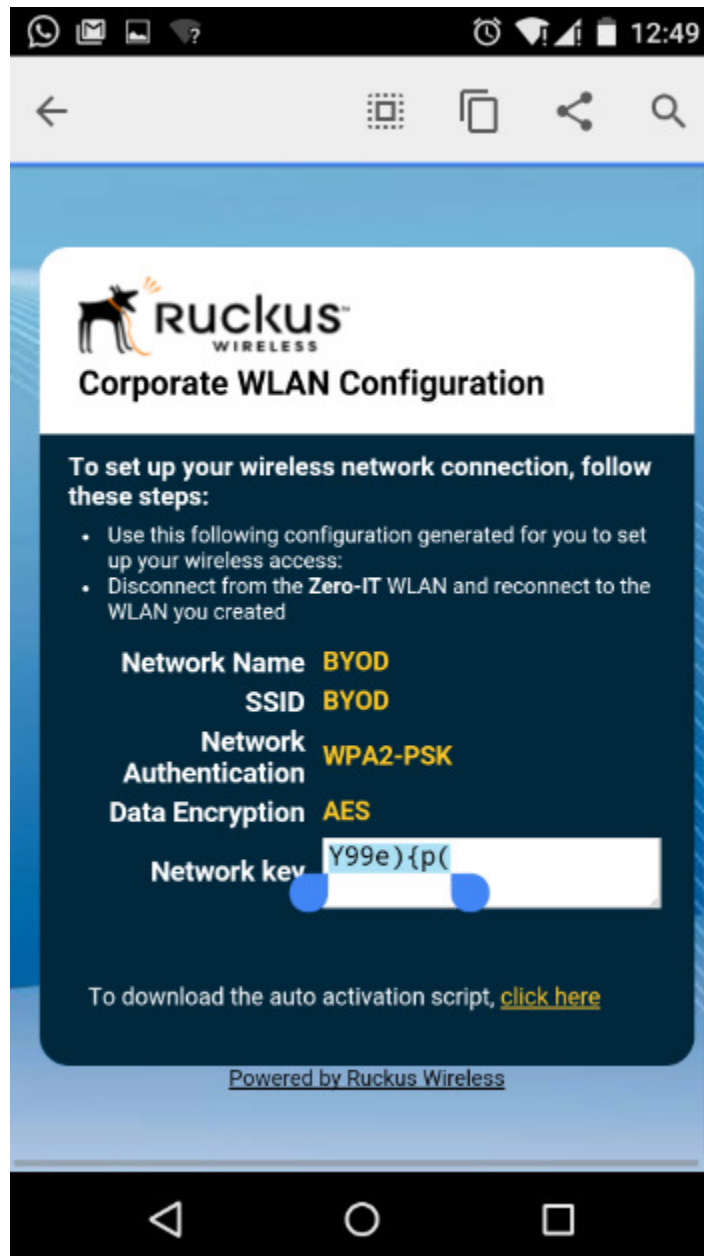 12:49
RUCKUS™
WIRELESS
Corporate WLAN Configuration
To set up your wireless network connection, follow
these steps:
• Use this following configuration generated for you to set
up your wireless access:
• Disconnect from the Zero-IT WLAN and reconnect to the
WLAN you created
Network Name BYOD
SSID BYOD
Network
Authentication WPA2-PSK
Data Encryption AES
Network key Y99e){p(
To download the auto activation script, click here
Powered by Ruckus Wireless